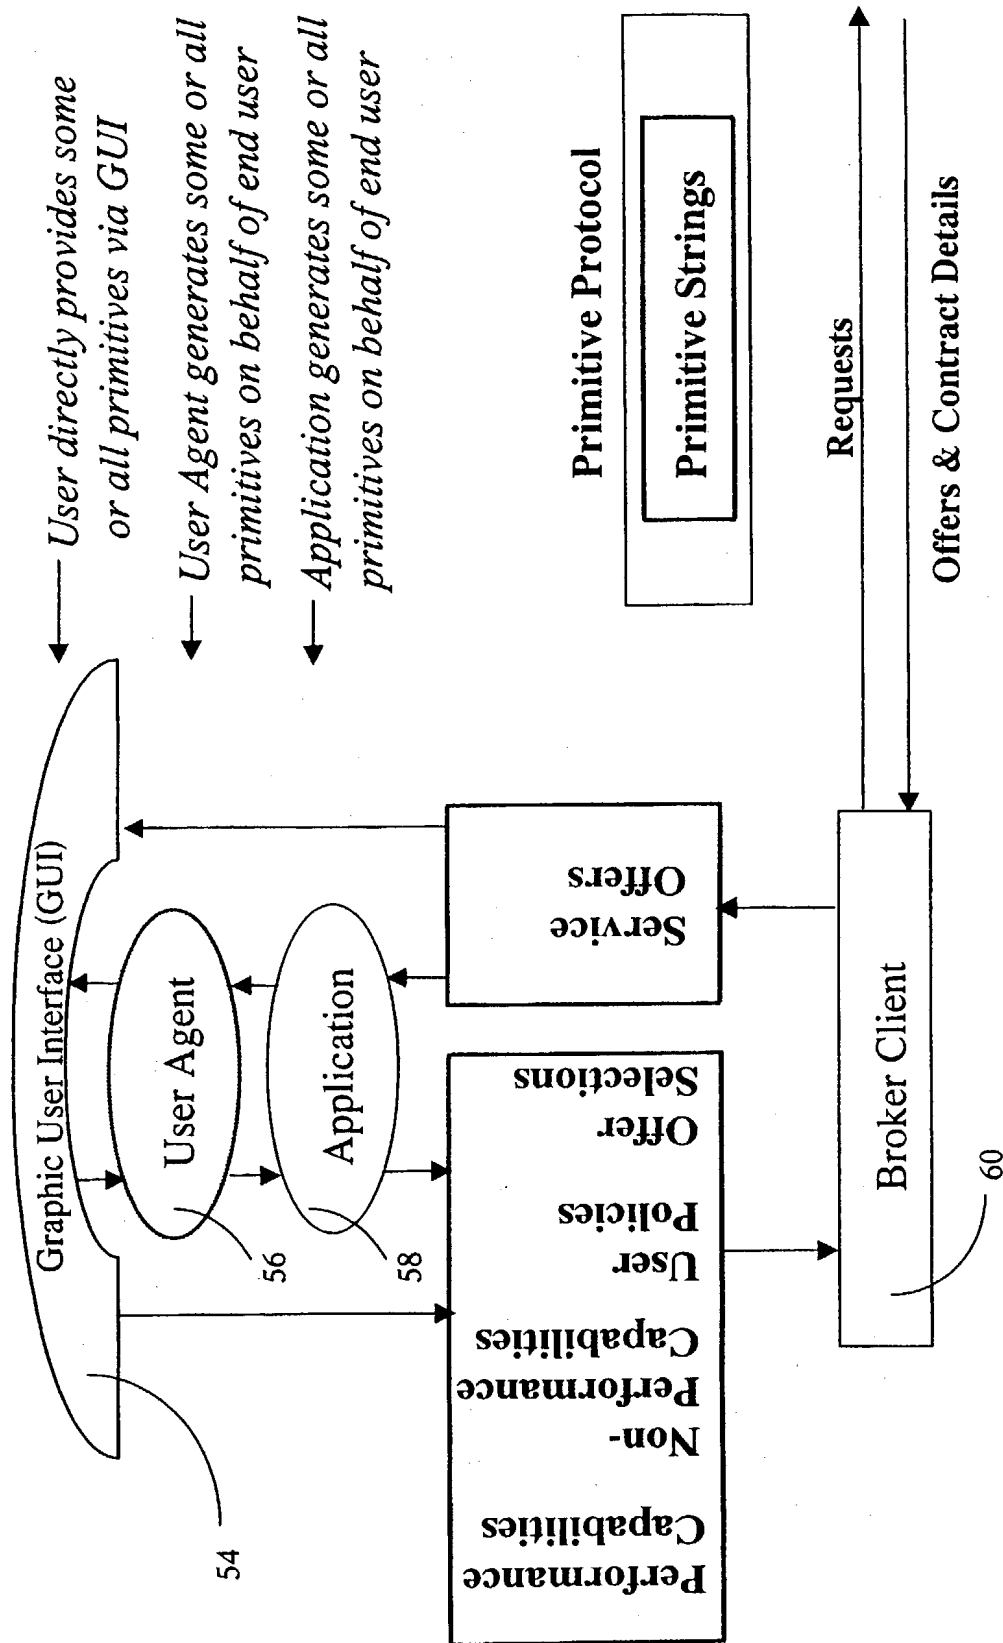 Graphic User Interface (GUI)
User directly provides some
or all primitives via GUI
User Agent
User Agent generates some or all
primitives on behalf of end user
Application
Application generates some or all
primitives on behalf of end user
54
56
58
Performance
Capabilities
Non-
Performance
Capabilities
User
Policies
Offer
Selections
Service
Offers
Primitive Protocol
Primitive Strings
Broker Client
60
Requests
Offers & Contract Details